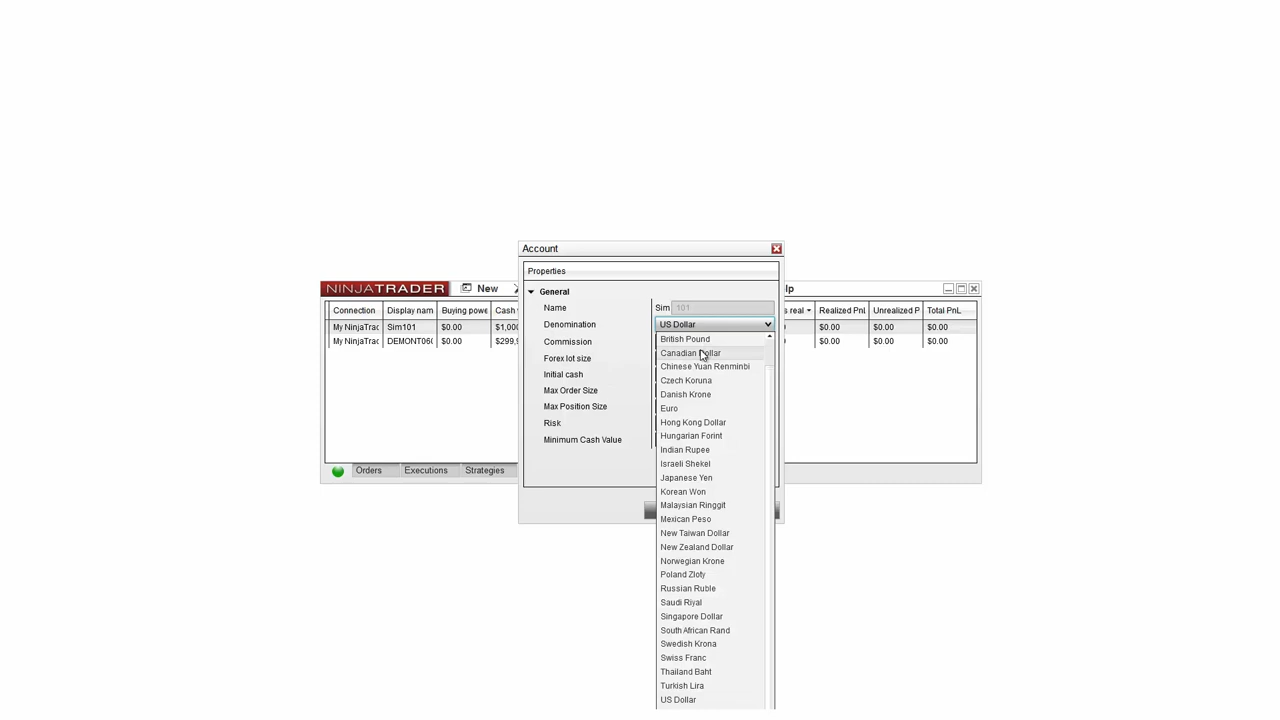 Account
Properties
General
NINJATRADER New lp
Name Sim 101
Connection Display nam Buying powe Cash real Realized PnL Unrealized P Total PnL
Denomination US Dollar
My NinjaTrac Sim101 $0.00 $1,000 $0.00 $0.00 $0.00
My NinjaTrac DEMONT060 $0.00 $299,9 $0.00 $0.00 $0.00
Commission
Forex lot size
Initial cash
Max Order Size
Max Position Size
Risk
Minimum Cash Value
British Pound
Canadian Dollar
Chinese Yuan Renminbi
Czech Koruna
Danish Krone
Euro
Hong Kong Dollar
Hungarian Forint
Indian Rupee
Israeli Shekel
Japanese Yen
Korean Won
Malaysian Ringgit
Mexican Peso
New Taiwan Dollar
New Zealand Dollar
Norwegian Krone
Poland Zloty
Russian Ruble
Saudi Riyal
Singapore Dollar
South African Rand
Swedish Krona
Swiss Franc
Thailand Baht
Turkish Lira
US Dollar
Orders Executions Strategies